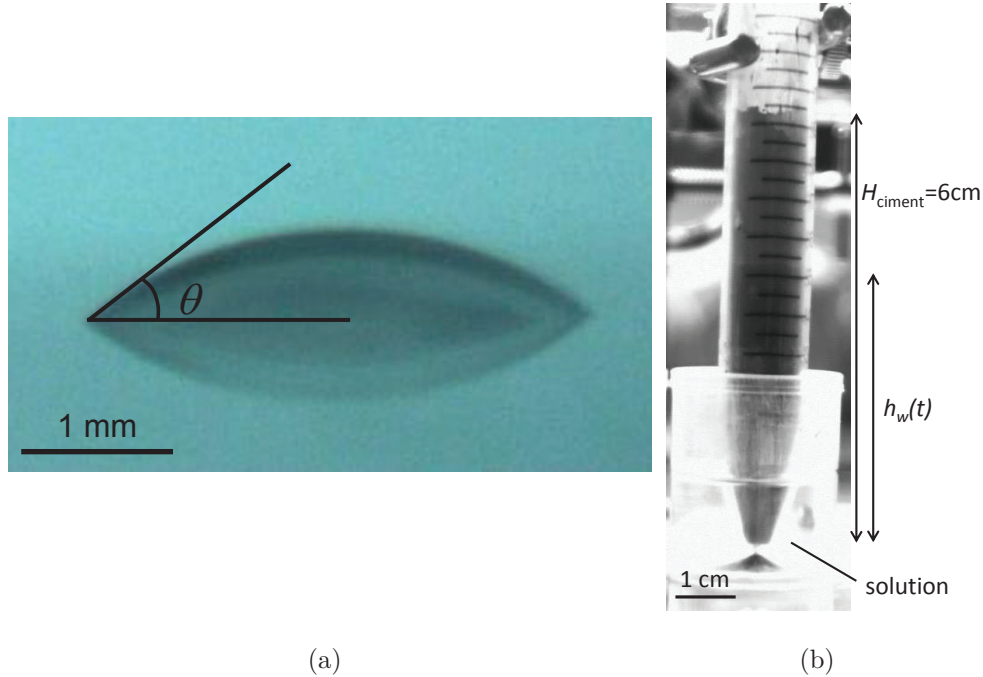 θ
1 mm
(a)
H_ciment=6cm
h_w(t)
1 cm
solution
(b)